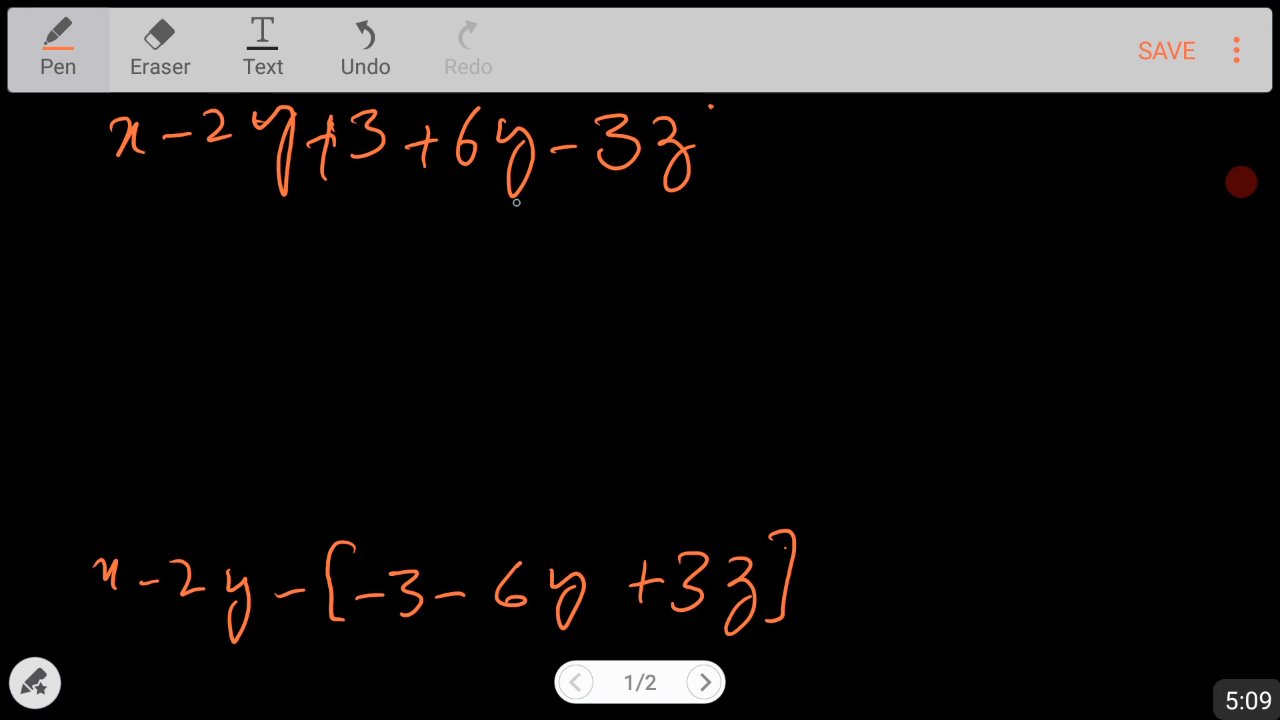 Pen Eraser Text Undo Redo SAVE
x - 2y + 3 + 6y - 3z
x - 2y - [-3 - 6y + 3z]
1/2
5:09